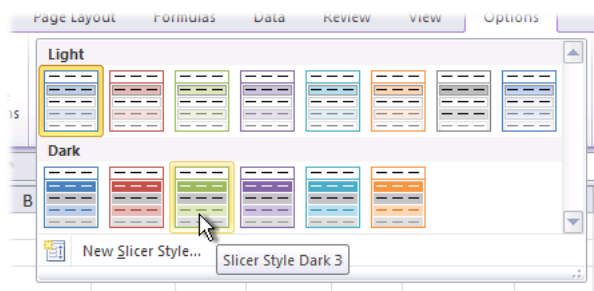 Page Layout Formulas Data Review View Options
Light
Dark
B
New Slicer Style...
Slicer Style Dark 3